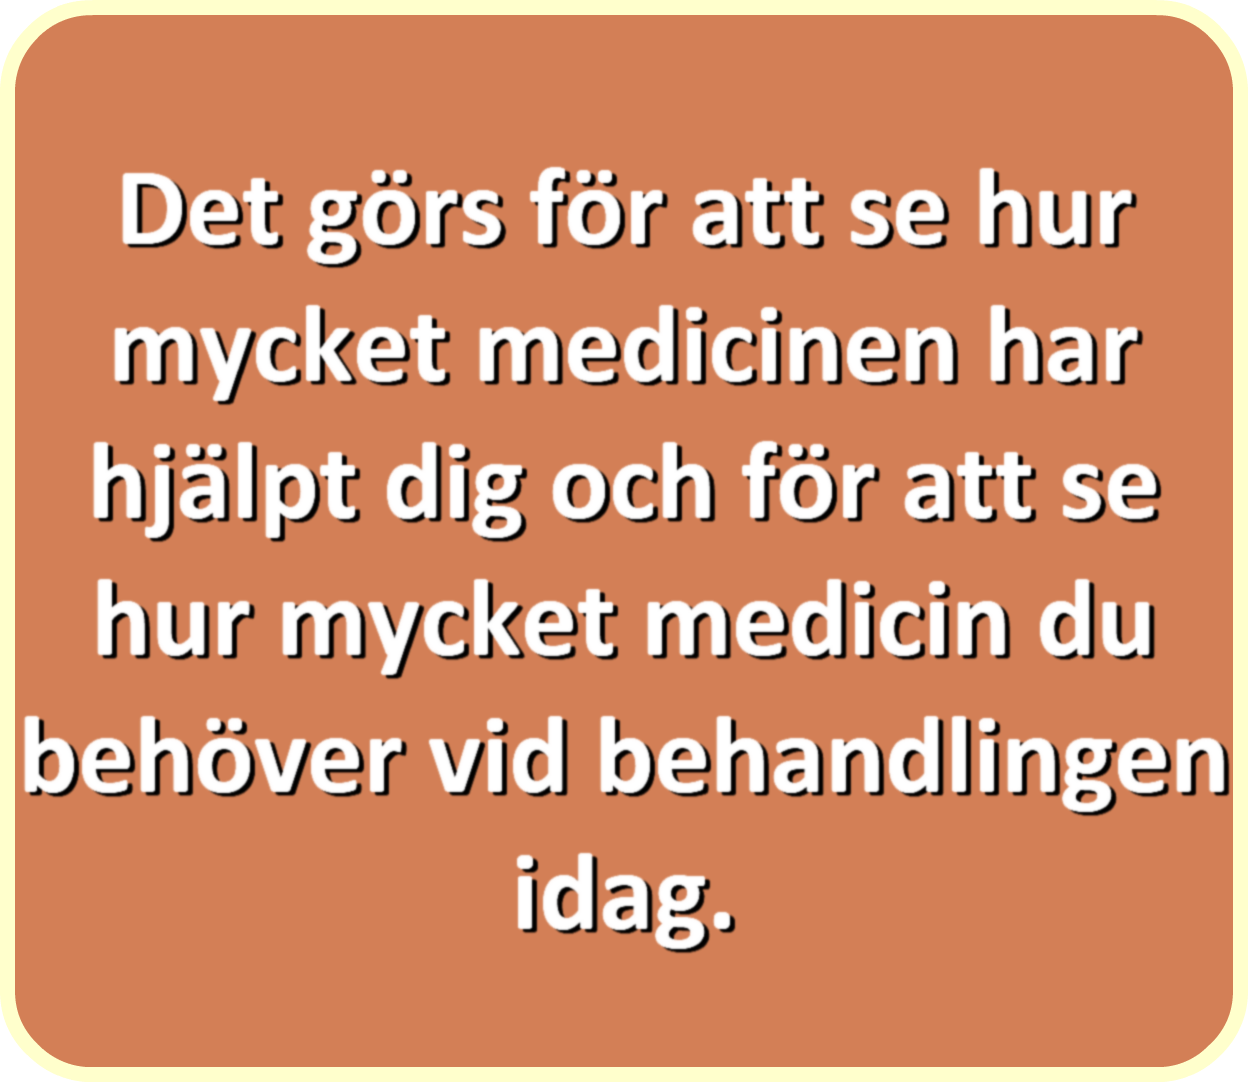 Det görs för att se hur
mycket medicinen har
hjälpt dig och för att se
hur mycket medicin du
behöver vid behandlingen
idag.